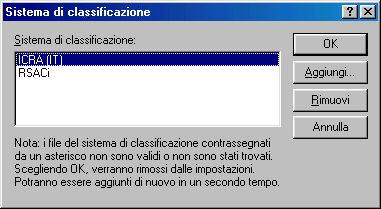 Sistema di classificazione
Sistema di classificazione:
ICRA (IT)
RSACi
OK
Aggiungi...
Rimuovi
Annulla
Nota: i file del sistema di classificazione contrassegnati
da un asterisco non sono validi o non sono stati trovati.
Scegliendo OK, verranno rimossi dalle impostazioni.
Potranno essere aggiunti di nuovo in un secondo tempo.